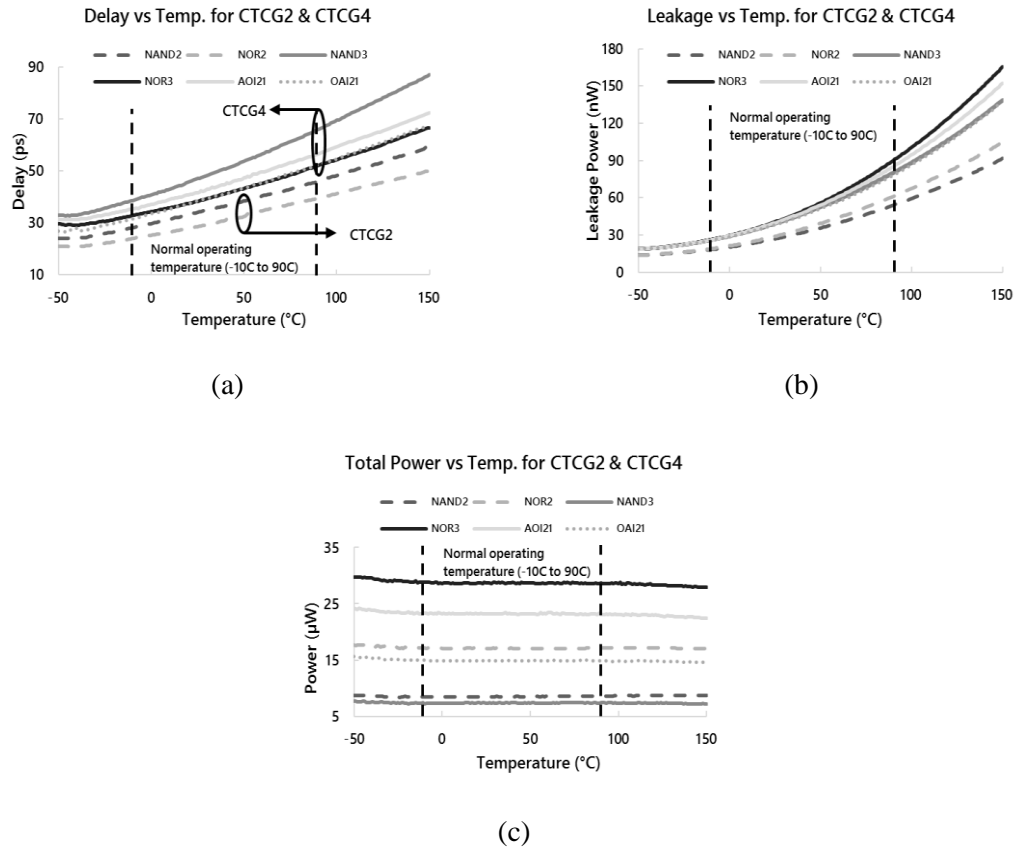 Delay vs Temp. for CTCG2 & CTCG4
NAND2 NOR2 NAND3
NOR3 AOI21 OAI21
90
70
50
30
10
Delay (ps)
CTCG4
CTCG2
Normal operating
temperature (-10C to 90C)
-50 0 50 100 150
Temperature (°C)
(a)
Leakage vs Temp. for CTCG2 & CTCG4
NAND2 NOR2 NAND3
NOR3 AOI21 OAI21
180
150
120
90
60
30
0
Leakage Power (nW)
Normal operating
temperature (-10C to 90C)
-50 0 50 100 150
Temperature (°C)
(b)
Total Power vs Temp. for CTCG2 & CTCG4
NAND2 NOR2 NAND3
NOR3 AOI21 OAI21
35
25
15
5
Power (μW)
Normal operating
temperature (-10C to 90C)
-50 0 50 100 150
Temperature (°C)
(c)